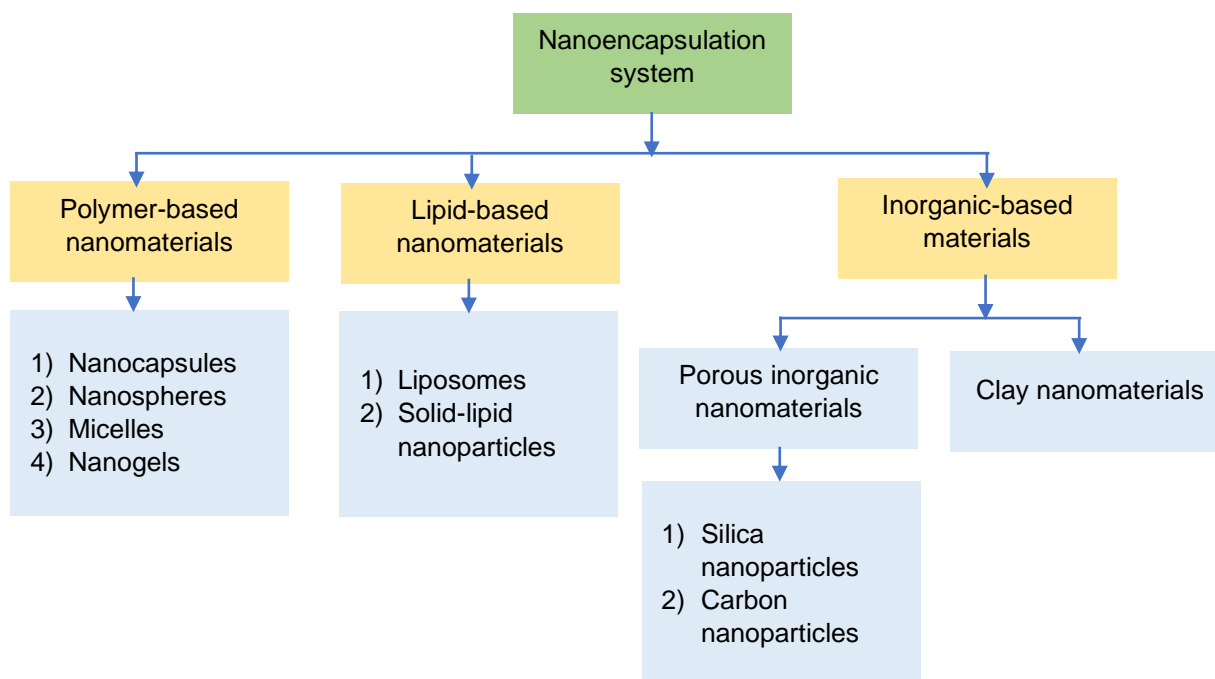 Nanoencapsulation
system
Polymer-based
nanomaterials
Lipid-based
nanomaterials
Inorganic-based
materials
1) Nanocapsules
2) Nanospheres
3) Micelles
4) Nanogels
1) Liposomes
2) Solid-lipid
nanoparticles
Porous inorganic
nanomaterials
Clay nanomaterials
1) Silica
nanoparticles
2) Carbon
nanoparticles